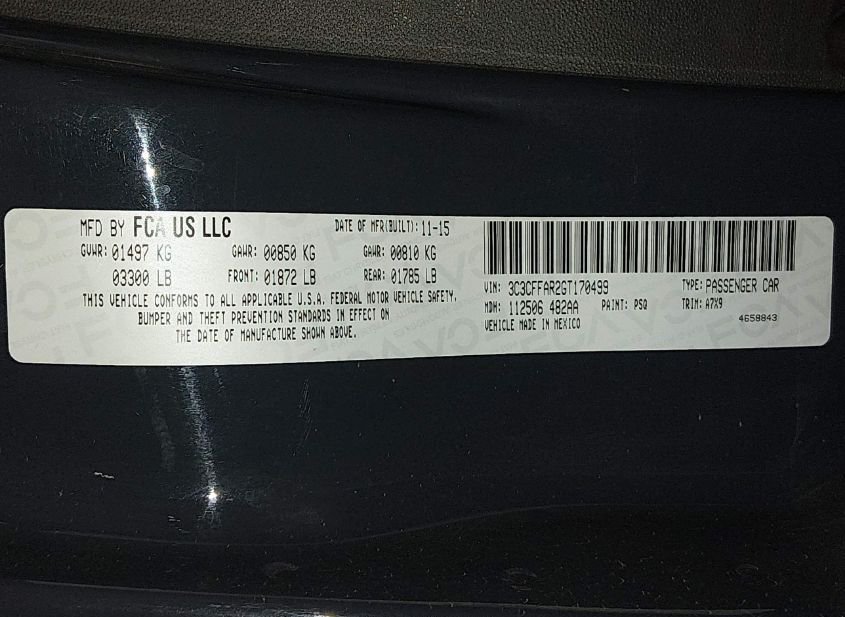 MFD BY FCA US LLC DATE OF MFR(BUILT): 11-15
GVWR: 01497 KG GAWR: 00850 KG GAWR: 00810 KG
03300 LB FRONT: 01872 LB REAR: 01785 LB
THIS VEHICLE CONFORMS TO ALL APPLICABLE U.S.A. FEDERAL MOTOR VEHICLE SAFETY,
BUMPER AND THEFT PREVENTION STANDARDS IN EFFECT ON
THE DATE OF MANUFACTURE SHOWN ABOVE.
VIN: 3C3CFFAR2GT170499 TYPE: PASSENGER CAR
MDH: 112506 482AA PAINT: PSQ TRIM: A7X9
VEHICLE MADE IN MEXICO 4658843